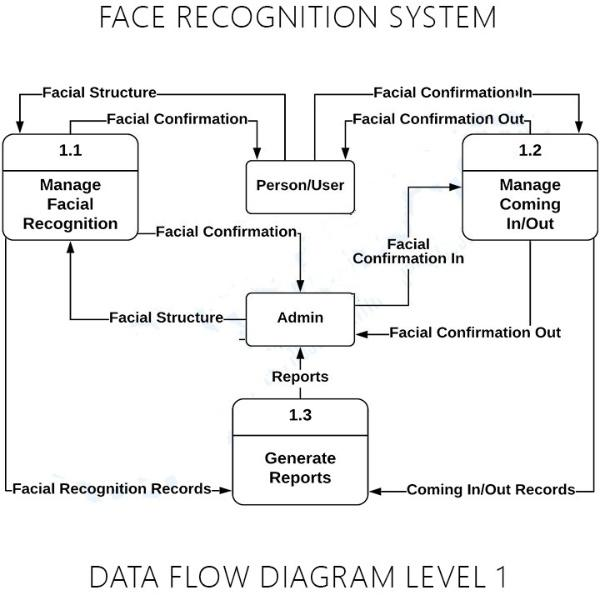 FACE RECOGNITION SYSTEM
Facial Structure
Facial Confirmation In
Facial Confirmation
Facial Confirmation Out
1.1
Manage
Facial
Recognition
Person/User
1.2
Manage
Coming
In/Out
Facial Confirmation
Facial
Confirmation In
Facial Structure
Admin
Facial Confirmation Out
Reports
1.3
Generate
Reports
Facial Recognition Records
Coming In/Out Records
DATA FLOW DIAGRAM LEVEL 1